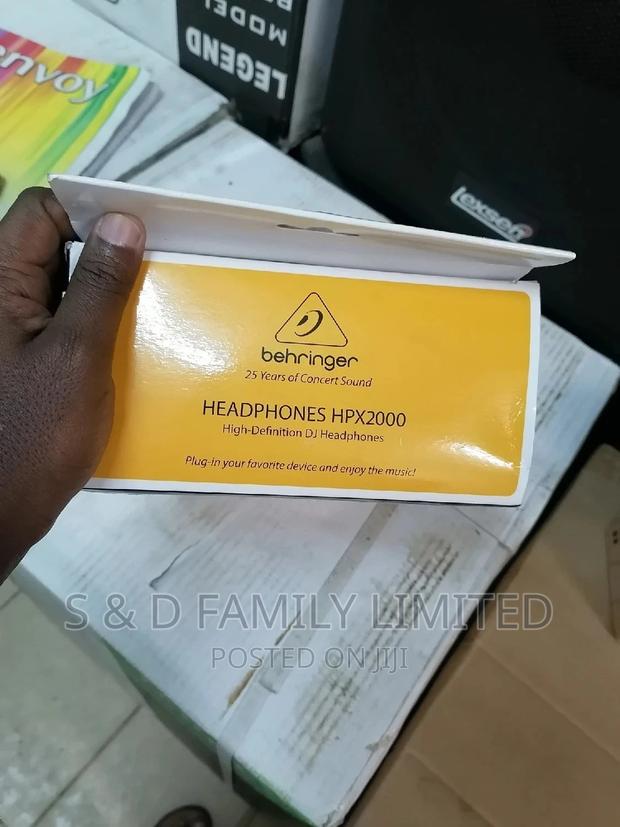 nvoy
MODEL
LEGEND
Lexsen
behringer
25 Years of Concert Sound
HEADPHONES HPX2000
High-Definition DJ Headphones
Plug-in your favorite device and enjoy the music!
S & D FAMILY LIMITED
POSTED ON JIJI